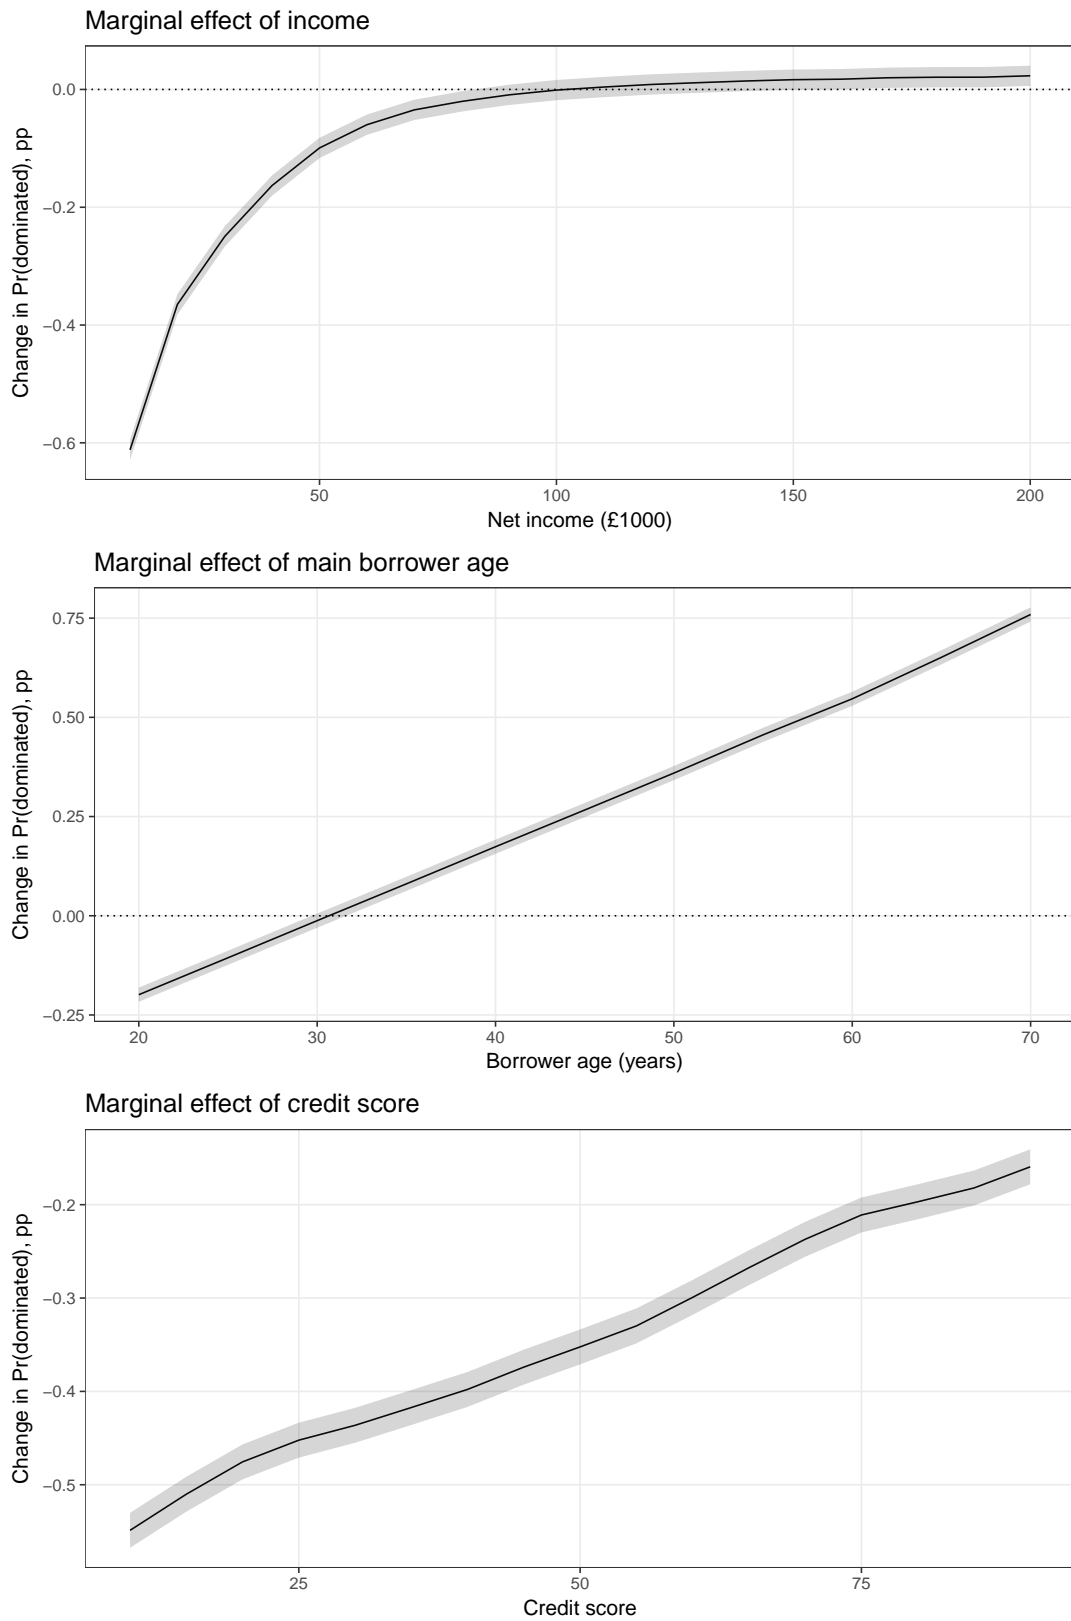 Marginal effect of income
Change in Pr(dominated), pp
0.0
−0.2
−0.4
−0.6
50 100 150 200
Net income (£1000)
Marginal effect of main borrower age
Change in Pr(dominated), pp
0.75
0.50
0.25
0.00
−0.25
20 30 40 50 60 70
Borrower age (years)
Marginal effect of credit score
Change in Pr(dominated), pp
−0.2
−0.3
−0.4
−0.5
25 50 75
Credit score